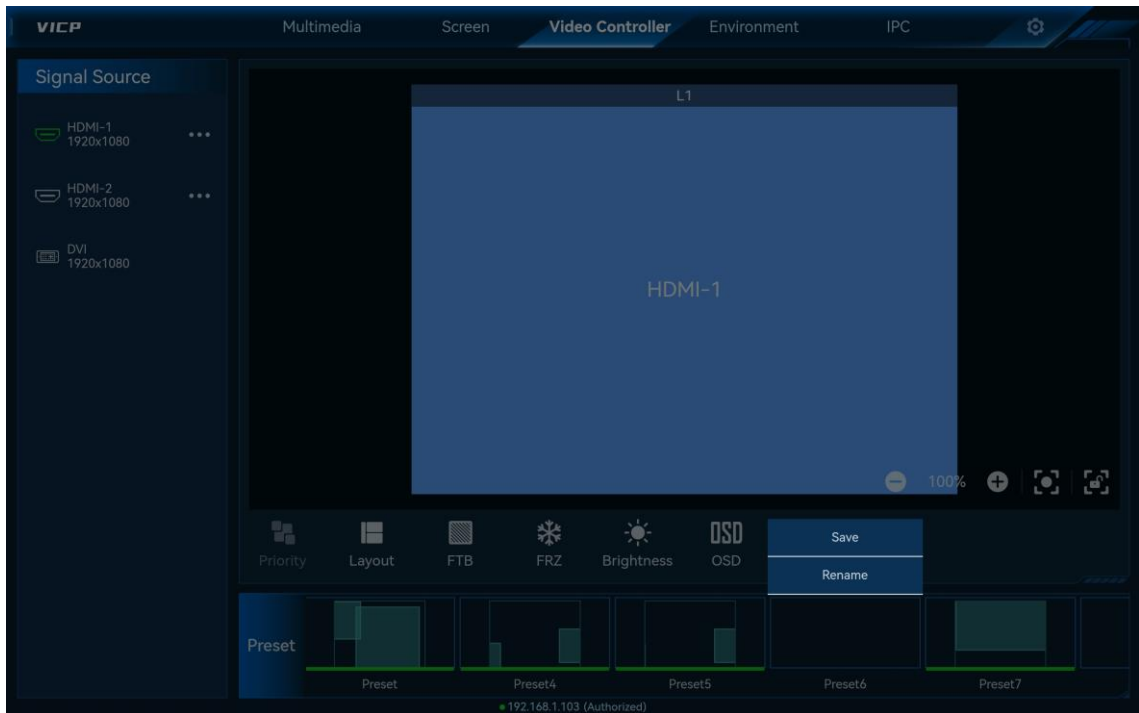 VICP
Multimedia
Screen
Video Controller
Environment
IPC
Signal Source
HDMI-1
1920x1080
HDMI-2
1920x1080
DVI
1920x1080
L1
HDMI-1
100%
Priority
Layout
FTB
FRZ
Brightness
OSD
OSD
Save
Rename
Preset
Preset
Preset4
Preset5
Preset6
Preset7
192.168.1.103 (Authorized)